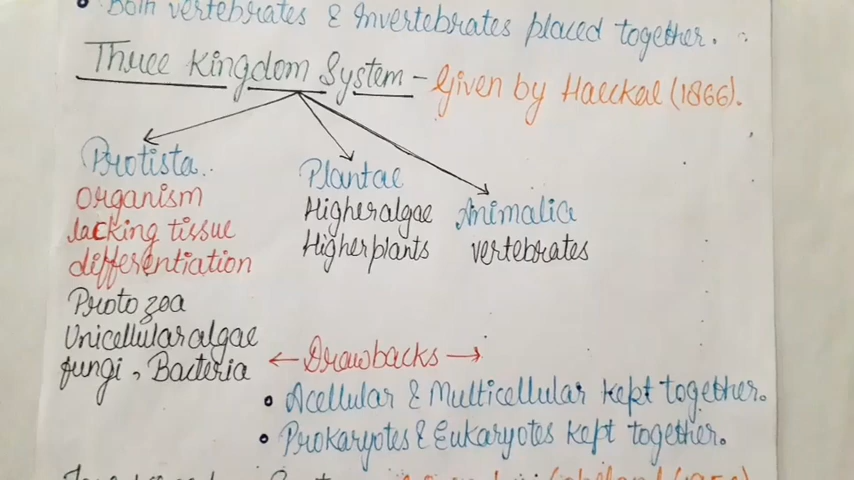 • Both vertebrates & Invertebrates placed together.
Three Kingdom System - Given by Haeckal (1866).
Protista..
Organism
lacking tissue
differentiation
Protozoa
Unicellular algae
fungi, Bacteria
Plantae
Higher algae
Higher plants
Animalia
vertebrates
← Drawbacks →
• Acellular & Multicellular kept together.
• Prokaryotes & Eukaryotes kept together.